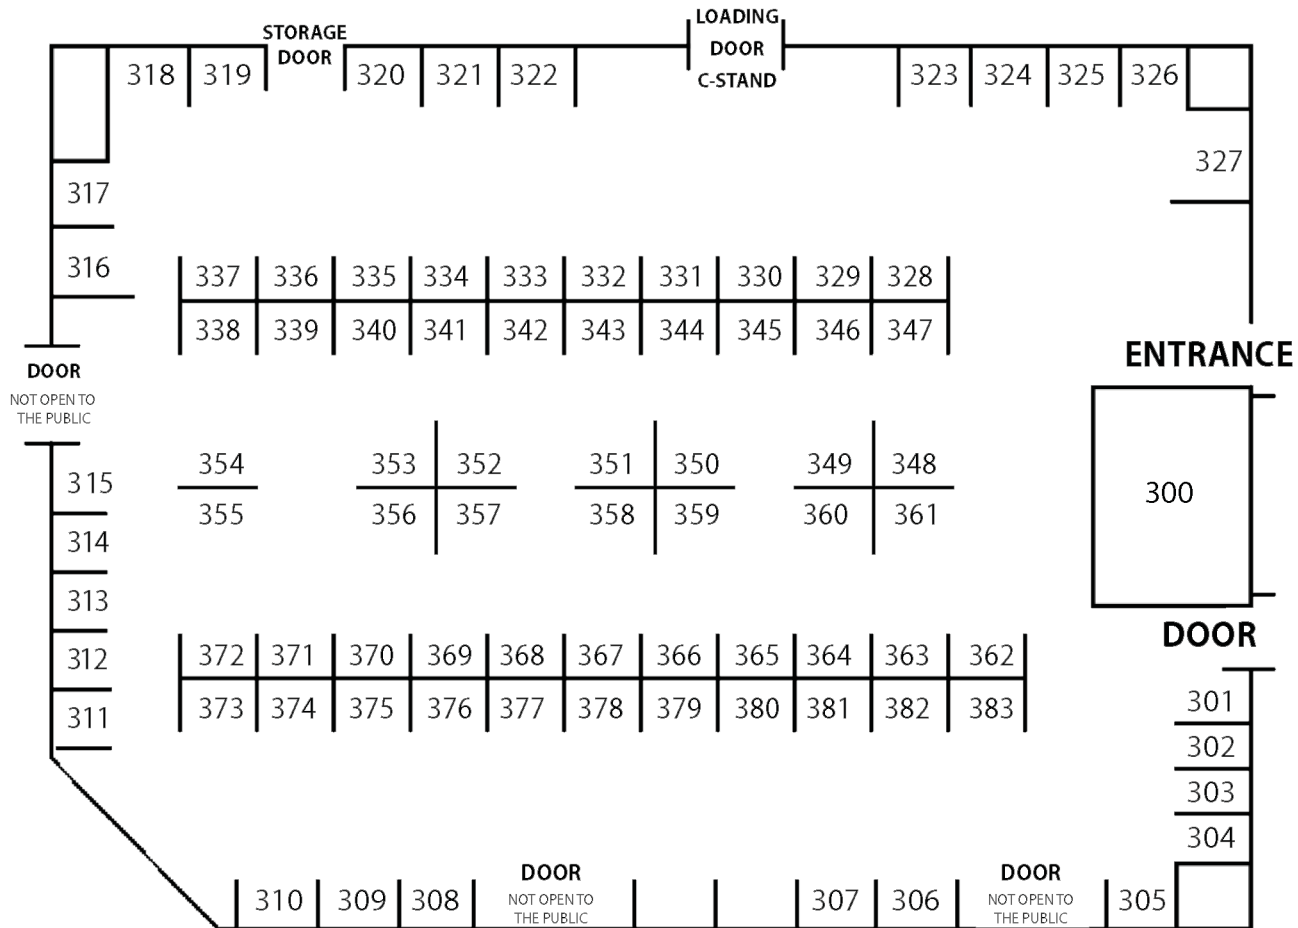 STORAGE
DOOR
LOADING
DOOR
C-STAND
318 319 320 321 322 323 324 325 326
327
317
316
337 336 335 334 333 332 331 330 329 328
338 339 340 341 342 343 344 345 346 347
ENTRANCE
DOOR
NOT OPEN TO
THE PUBLIC
354 353 352 351 350 349 348
315
300
355 356 357 358 359 360 361
314
313
DOOR
372 371 370 369 368 367 366 365 364 363 362
312
301
373 374 375 376 377 378 379 380 381 382 383
311
302
303
304
DOOR
NOT OPEN TO
THE PUBLIC
DOOR
NOT OPEN TO
THE PUBLIC
310 309 308 307 306 305